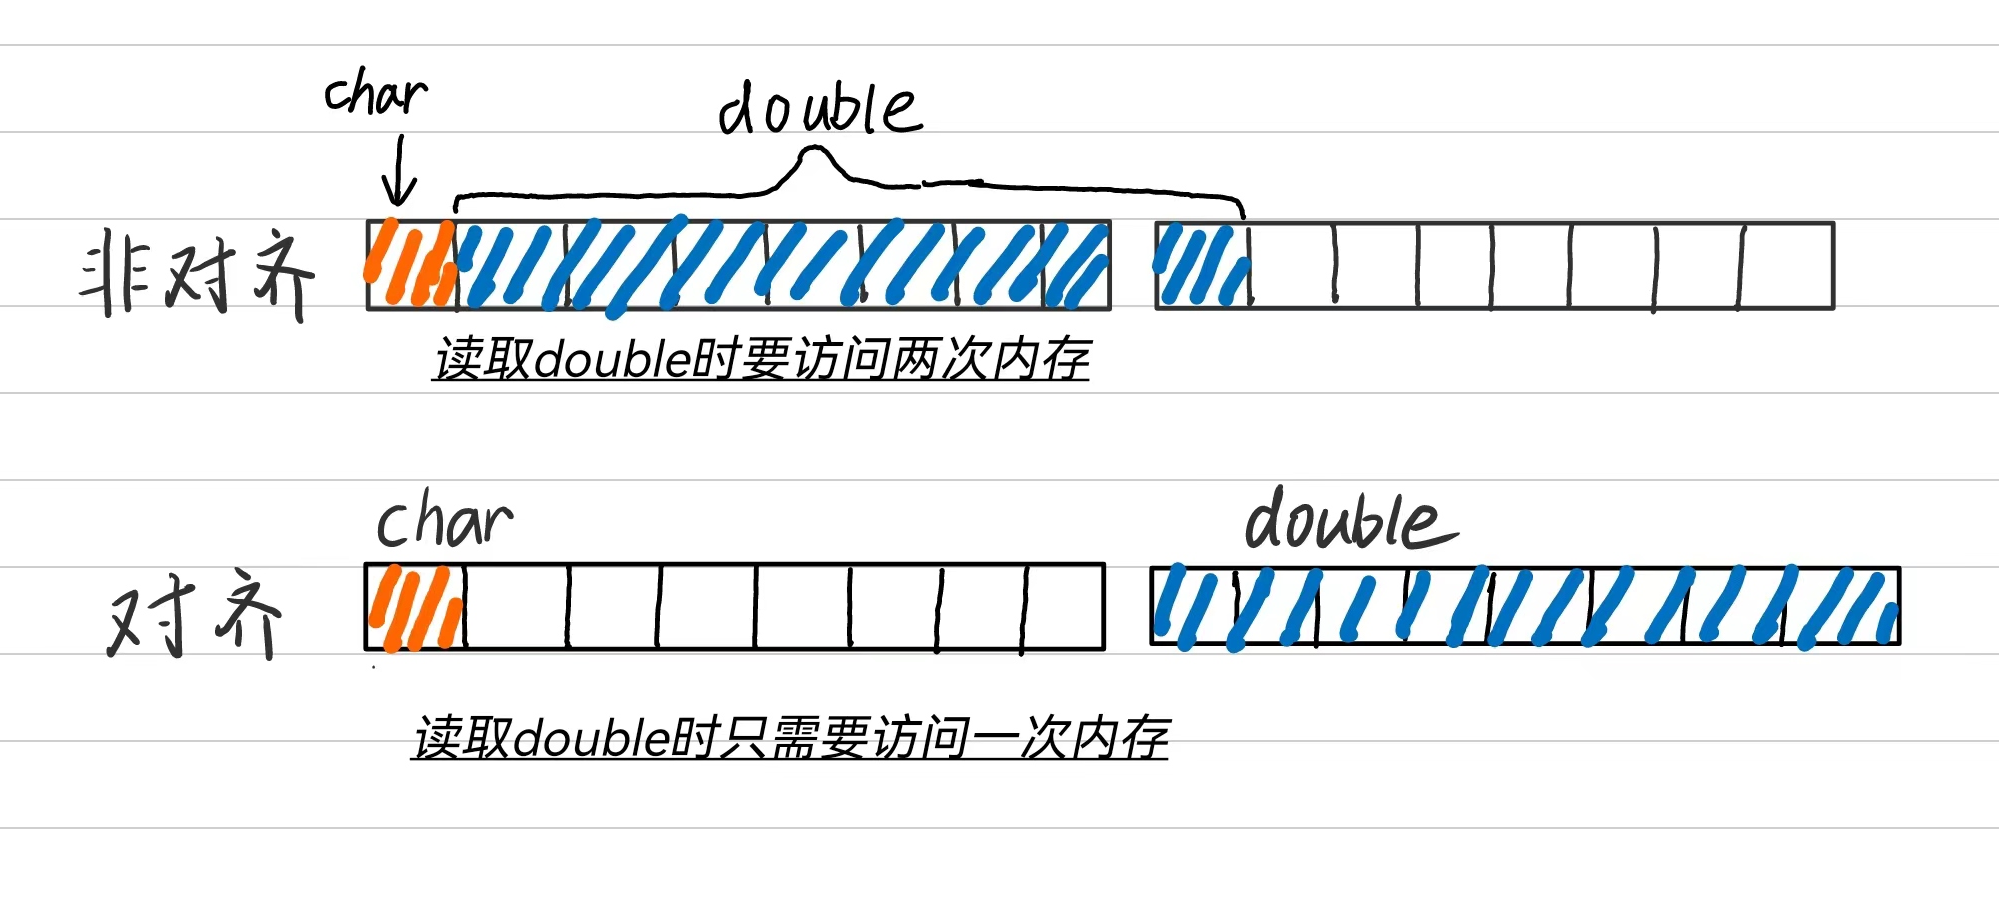 char
double
非对齐
读取double时要访问两次内存
char
double
对齐
读取double时只需要访问一次内存